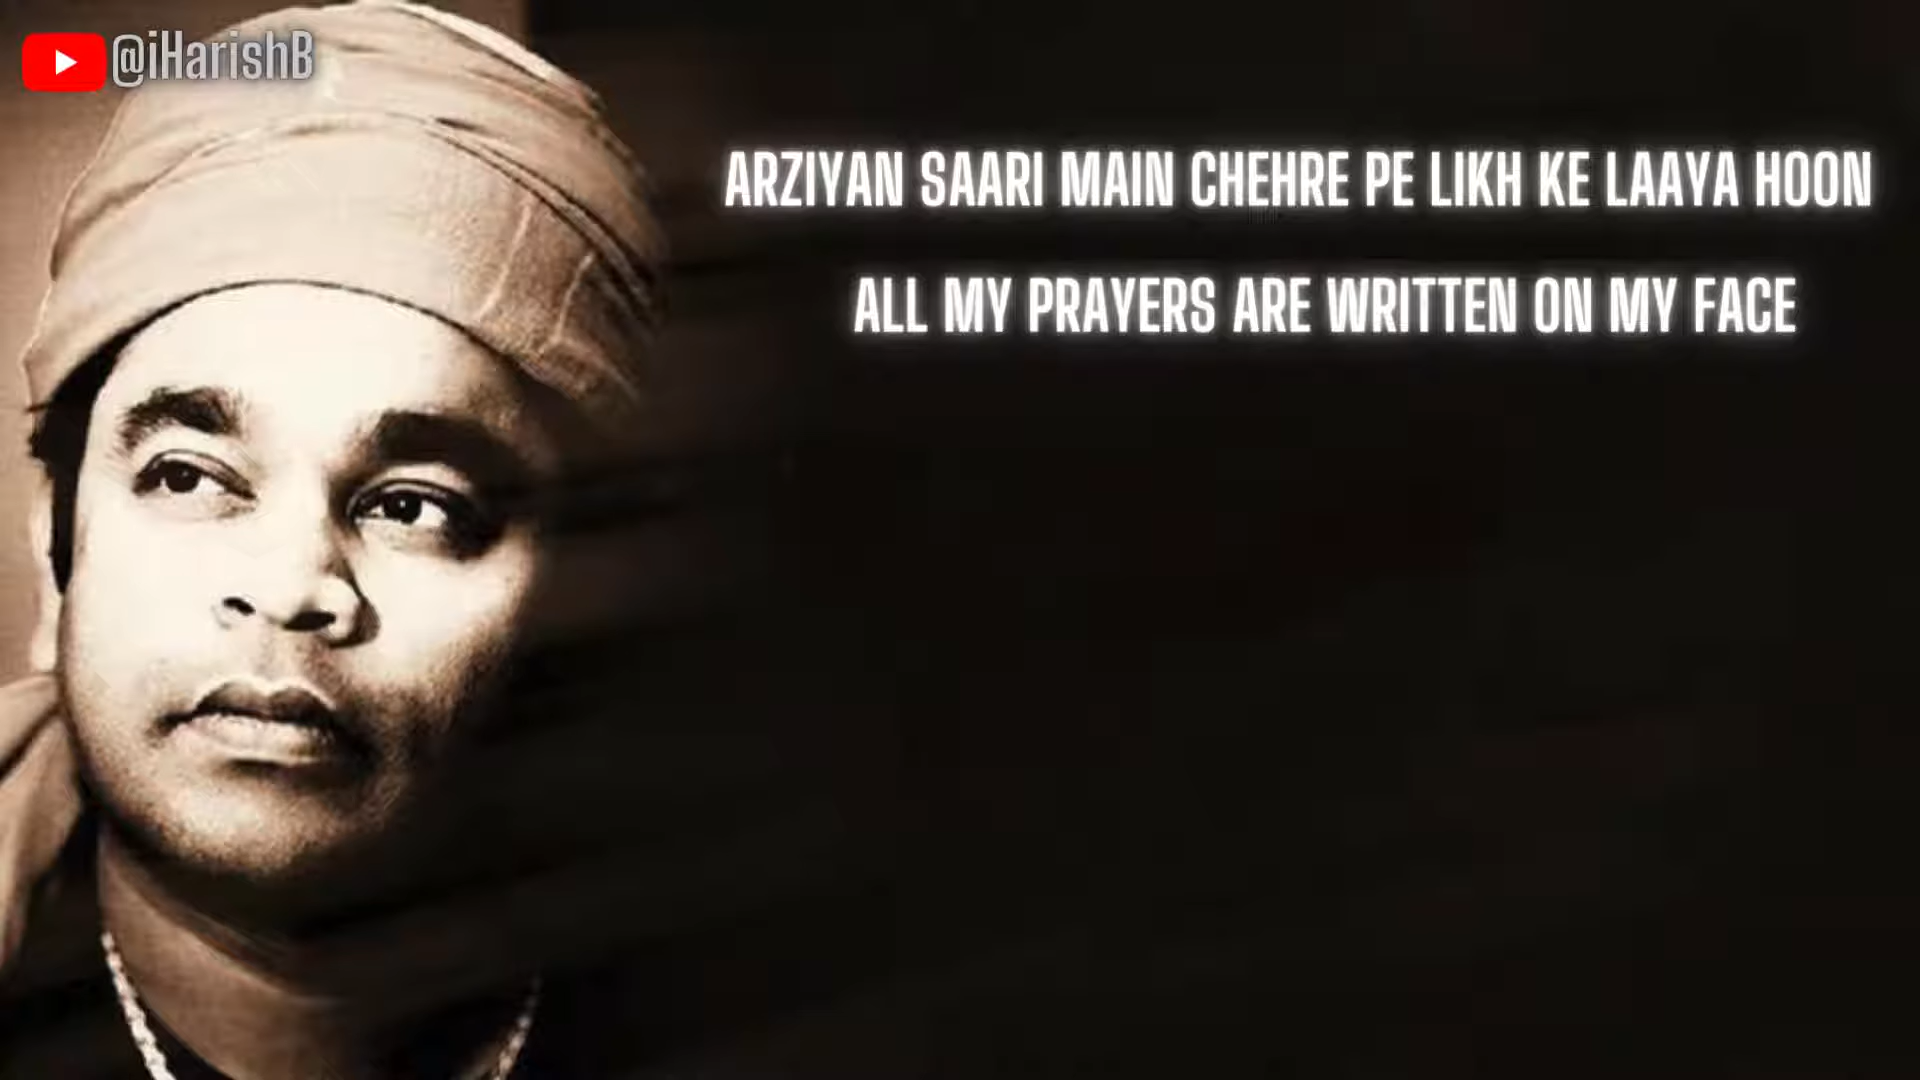 @iHarishB
ARZIYAN SAARI MAIN CHEHRE PE LIKH KE LAAYA HOON
ALL MY PRAYERS ARE WRITTEN ON MY FACE